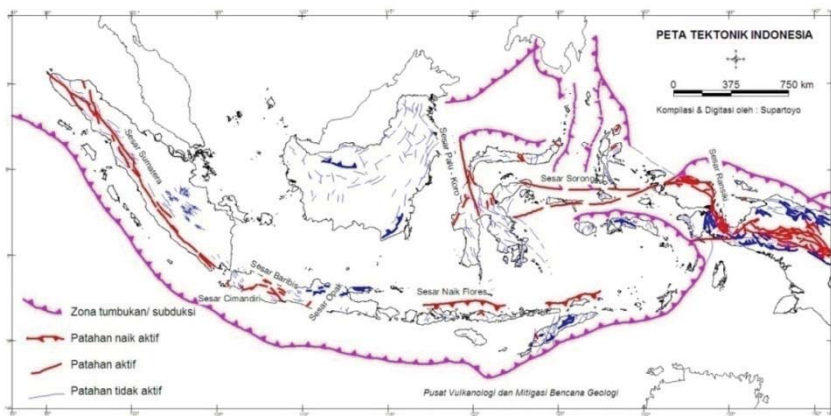 PETA TEKTONIK INDONESIA
0 375 750 km
Kompilasi & Digitasi oleh : Supartoyo
Sesar Sumatera
Sesar Palu - Koro
Sesar Sorong
Sesar Ransiki
Sesar Baribis
Sesar Cimandiri
Sesar Opak
Sesar Naik Flores
Zona tumbukan/ subduksi
Patahan naik aktif
Patahan aktif
Patahan tidak aktif
Pusat Vulkanologi dan Mitigasi Bencana Geologi